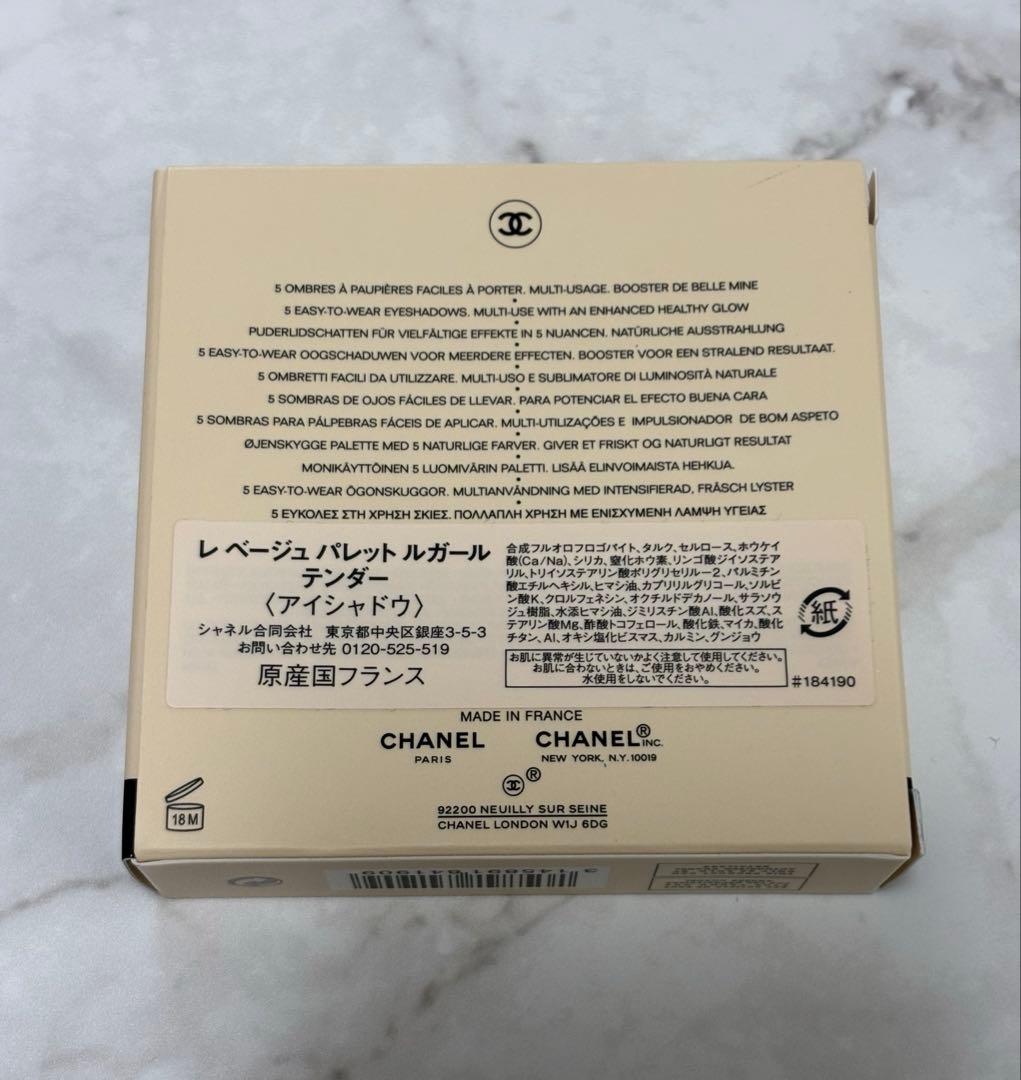 5 OMBRES À PAUPIÈRES FACILES À PORTER. MULTI-USAGE. BOOSTER DE BELLE MINE
5 EASY-TO-WEAR EYESHADOWS. MULTI-USE WITH AN ENHANCED HEALTHY GLOW
PUDERLIDSCHATTEN FÜR VIELFÄLTIGE EFFEKTE IN 5 NUANCEN. NATÜRLICHE AUSSTRAHLUNG
5 EASY-TO-WEAR OOGSCHADUWEN VOOR MEERDERE EFFECTEN. BOOSTER VOOR EEN STRALEND RESULTAAT.
5 OMBRETTI FACILI DA UTILIZZARE. MULTI-USO E SUBLIMATORE DI LUMINOSITÀ NATURALE
5 SOMBRAS DE OJOS FÁCILES DE LLEVAR. PARA POTENCIAR EL EFECTO BUENA CARA
5 SOMBRAS PARA PÁLPEBRAS FÁCEIS DE APLICAR. MULTI-UTILIZAÇÕES E IMPULSIONADOR DE BOM ASPETO
ØJENSKYGGE PALETTE MED 5 NATURLIGE FARVER. GIVER ET FRISKT OG NATURLIGT RESULTAT
MONIKÄYTTÖINEN 5 LUOMIVÄRIN PALETTI. LISÄÄ ELINVOIMAISTA HEHKUA.
5 EASY-TO-WEAR ÖGONSKUGGOR. MULTIANVÄNDNING MED INTENSIFIERAD, FRÄSCH LYSTER
5 ΕΥΚΟΛΕΣ ΣΤΗ ΧΡΗΣΗ ΣΚΙΕΣ. ΠΟΛΛΑΠΛΗ ΧΡΗΣΗ ΜΕ ΕΝΙΣΧΥΜΕΝΗ ΛΑΜΨΗ ΥΓΕΙΑΣ
レ ベージュ パレット ルガール
テンダー
〈アイシャドウ〉
シャネル合同会社 東京都中央区銀座3-5-3
お問い合わせ先 0120-525-519
原産国フランス
合成フルオロフロゴパイト、タルク、セルロース、ホウケイ
酸(Ca/Na)、シリカ、窒化ホウ素、リンゴ酸ジイソステア
リル、トリイソステアリン酸ポリグリセリル-2、パルミチン
酸エチルヘキシル、ヒマシ油、カプリリルグリコール、ソルビ
ン酸K、クロルフェネシン、オクチルドデカノール、サラソウ
ジュ樹脂、水添ヒマシ油、ジミリスチン酸Al、酸化スズ、ス
テアリン酸Mg、酢酸トコフェロール、酸化鉄、マイカ、酸化
チタン、Al、オキシ塩化ビスマス、カルミン、グンジョウ
お肌に異常が生じていないかよく注意して使用してください。
お肌に合わないときは、ご使用をおやめください。
水使用をしないでください。
紙
#184190
MADE IN FRANCE
CHANEL
PARIS
CHANEL® INC.
NEW YORK, N.Y. 10019
®
92200 NEUILLY SUR SEINE
CHANEL LONDON W1J 6DG
18 M